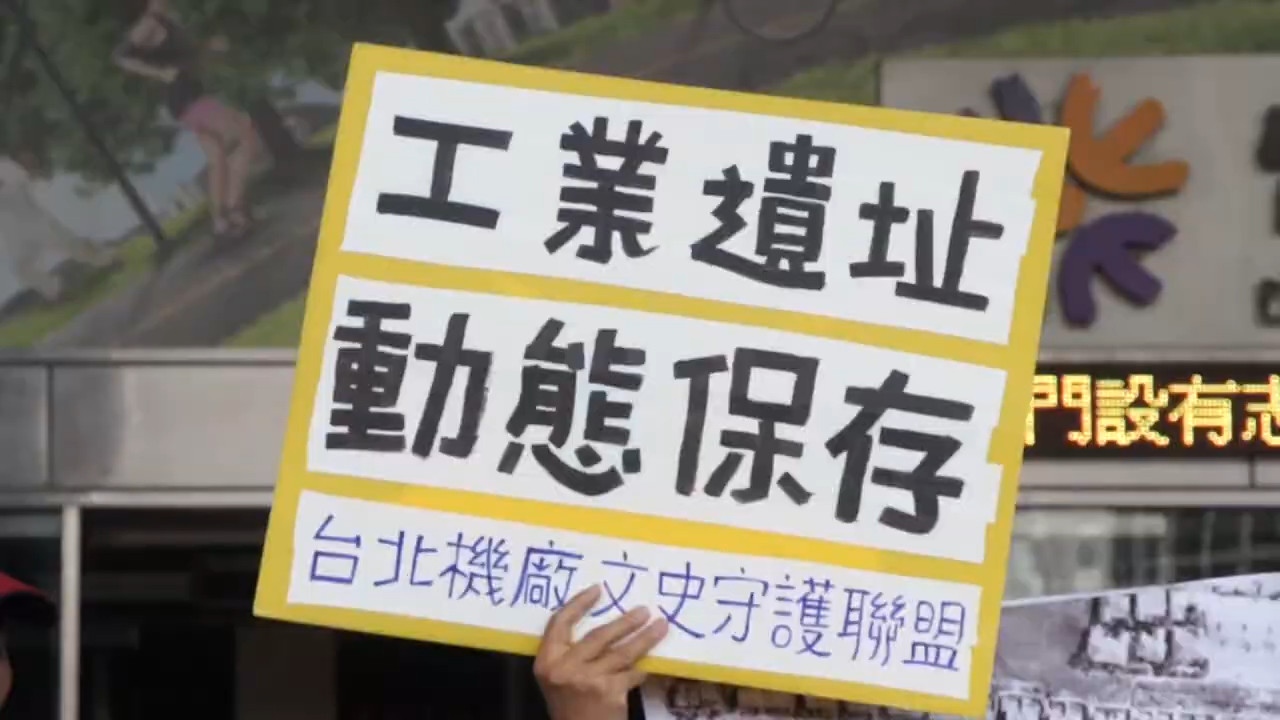 工業遺址
動態保存
台北機廠文史守護聯盟
門設有志